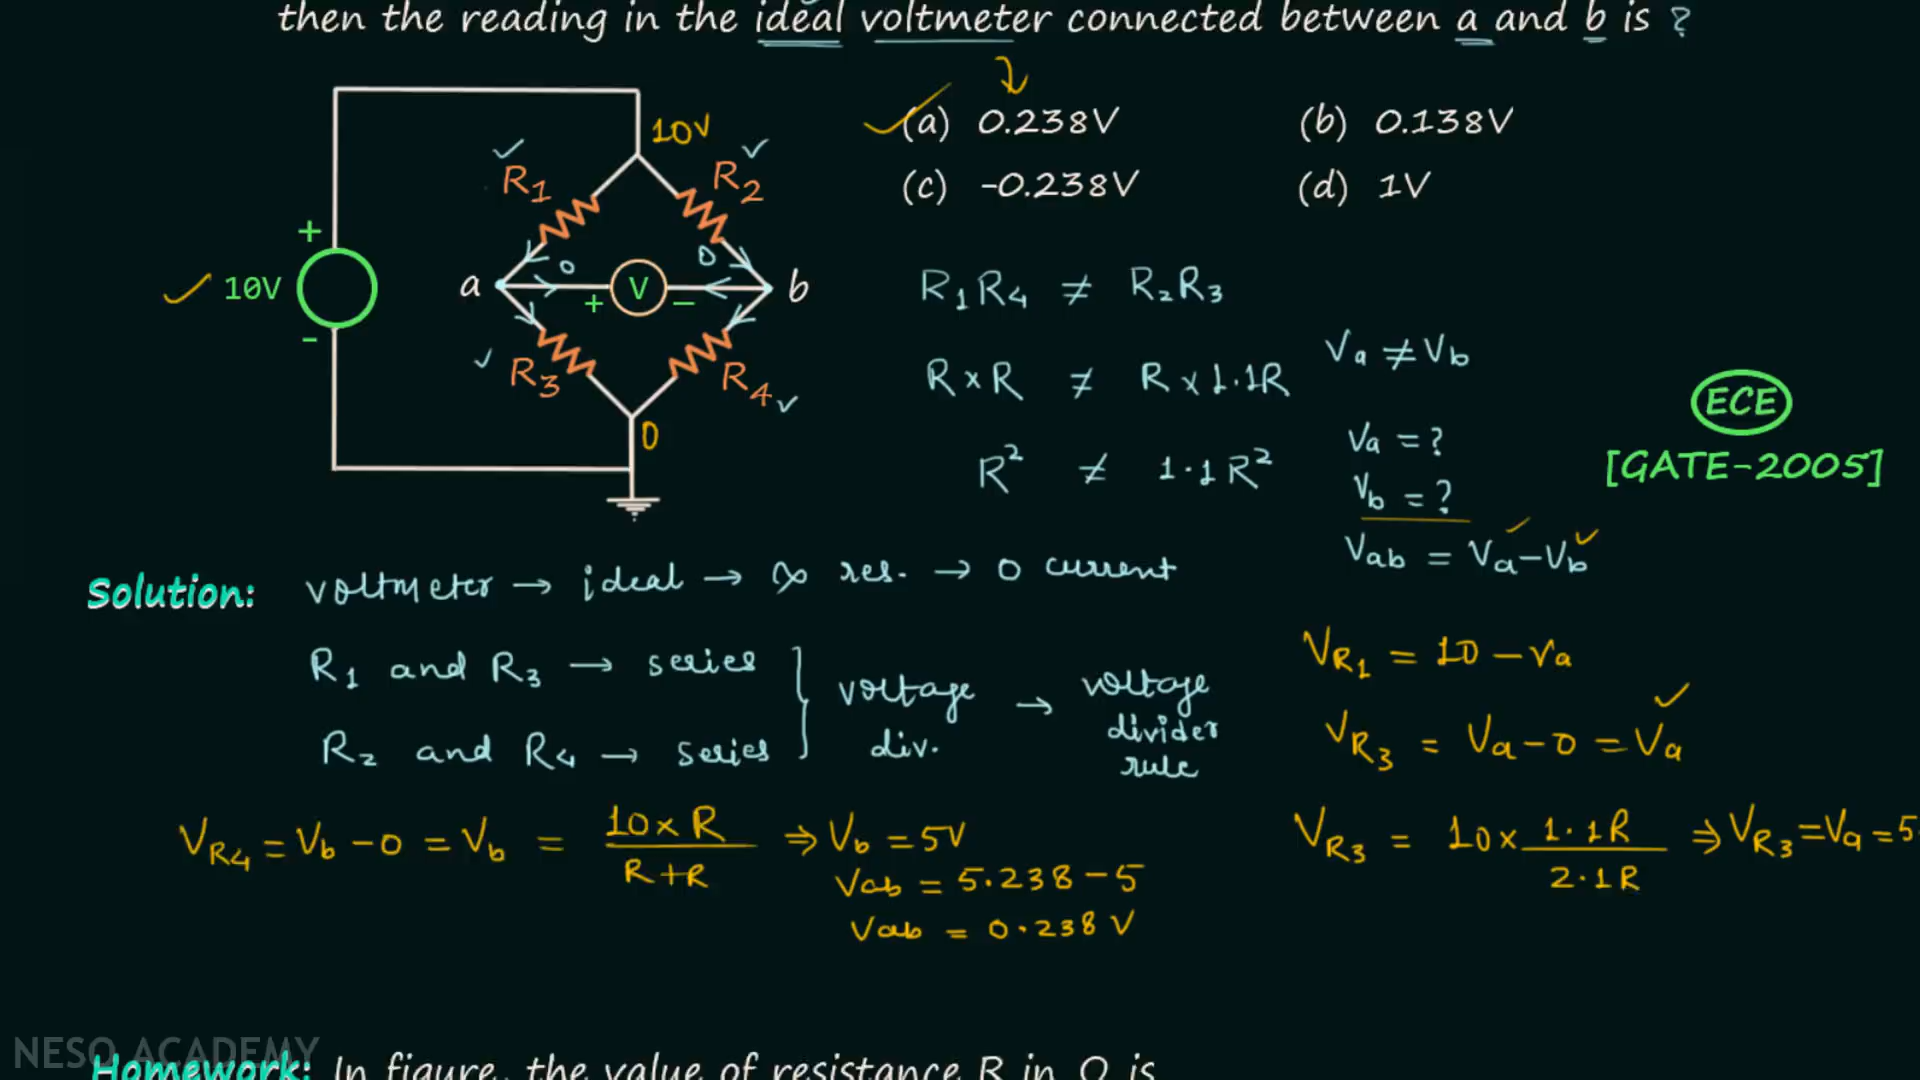 then the reading in the ideal voltmeter connected between a and b is ?
(a) 0.238V
(b) 0.138V
(c) -0.238V
(d) 1V
10V
R1
R2
+
10V
-
a
0
+
V
-
0
b
R3
R4
0
R1R4 ≠ R2R3
R × R ≠ R × 1.1R
R² ≠ 1.1R²
Va ≠ Vb
Va = ?
Vb = ?
Vab = Va - Vb
ECE
[GATE-2005]
Solution: voltmeter → ideal → ∞ res. → 0 current
R1 and R3 → series
R2 and R4 → series
voltage div. → voltage divider rule
VR1 = 10 - Va
VR3 = Va - 0 = Va
VR3 = 10 × 1.1R / 2.1R ⇒ VR3 = Va = 5.
VR4 = Vb - 0 = Vb = 10 × R / R+R ⇒ Vb = 5V
Vab = 5.238 - 5
Vab = 0.238 V
NESO ACADEMY
Homework: In figure, the value of resistance R in Ω is